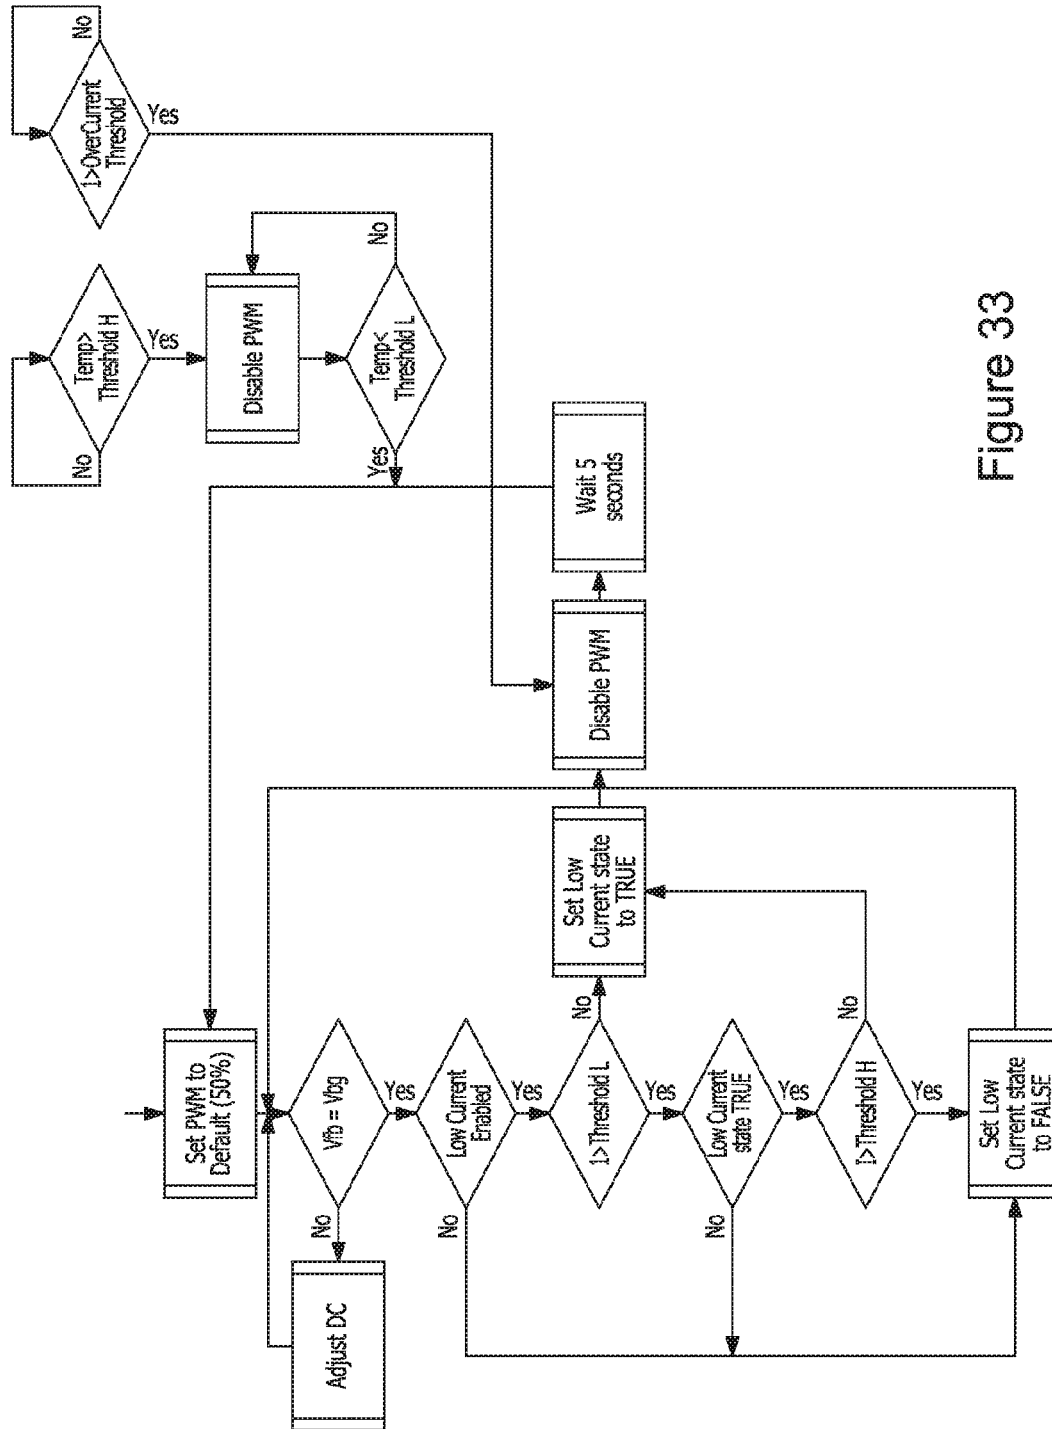 Set PWM to
Default (50%)
Vfb = Vbg
No
Yes
Adjust DC
Low Current
Enabled
No
Yes
1>Threshold L
No
Yes
Set Low
Current state
to TRUE
Low Current
state TRUE
No
Yes
I>Threshold H
No
Yes
Set Low
Current state
to FALSE
Disable PWM
Wait 5
seconds
Temp>
Threshold H
No
Yes
Disable PWM
Temp<
Threshold L
No
Yes
1>OverCurrent
Threshold
No
Yes
Figure 33